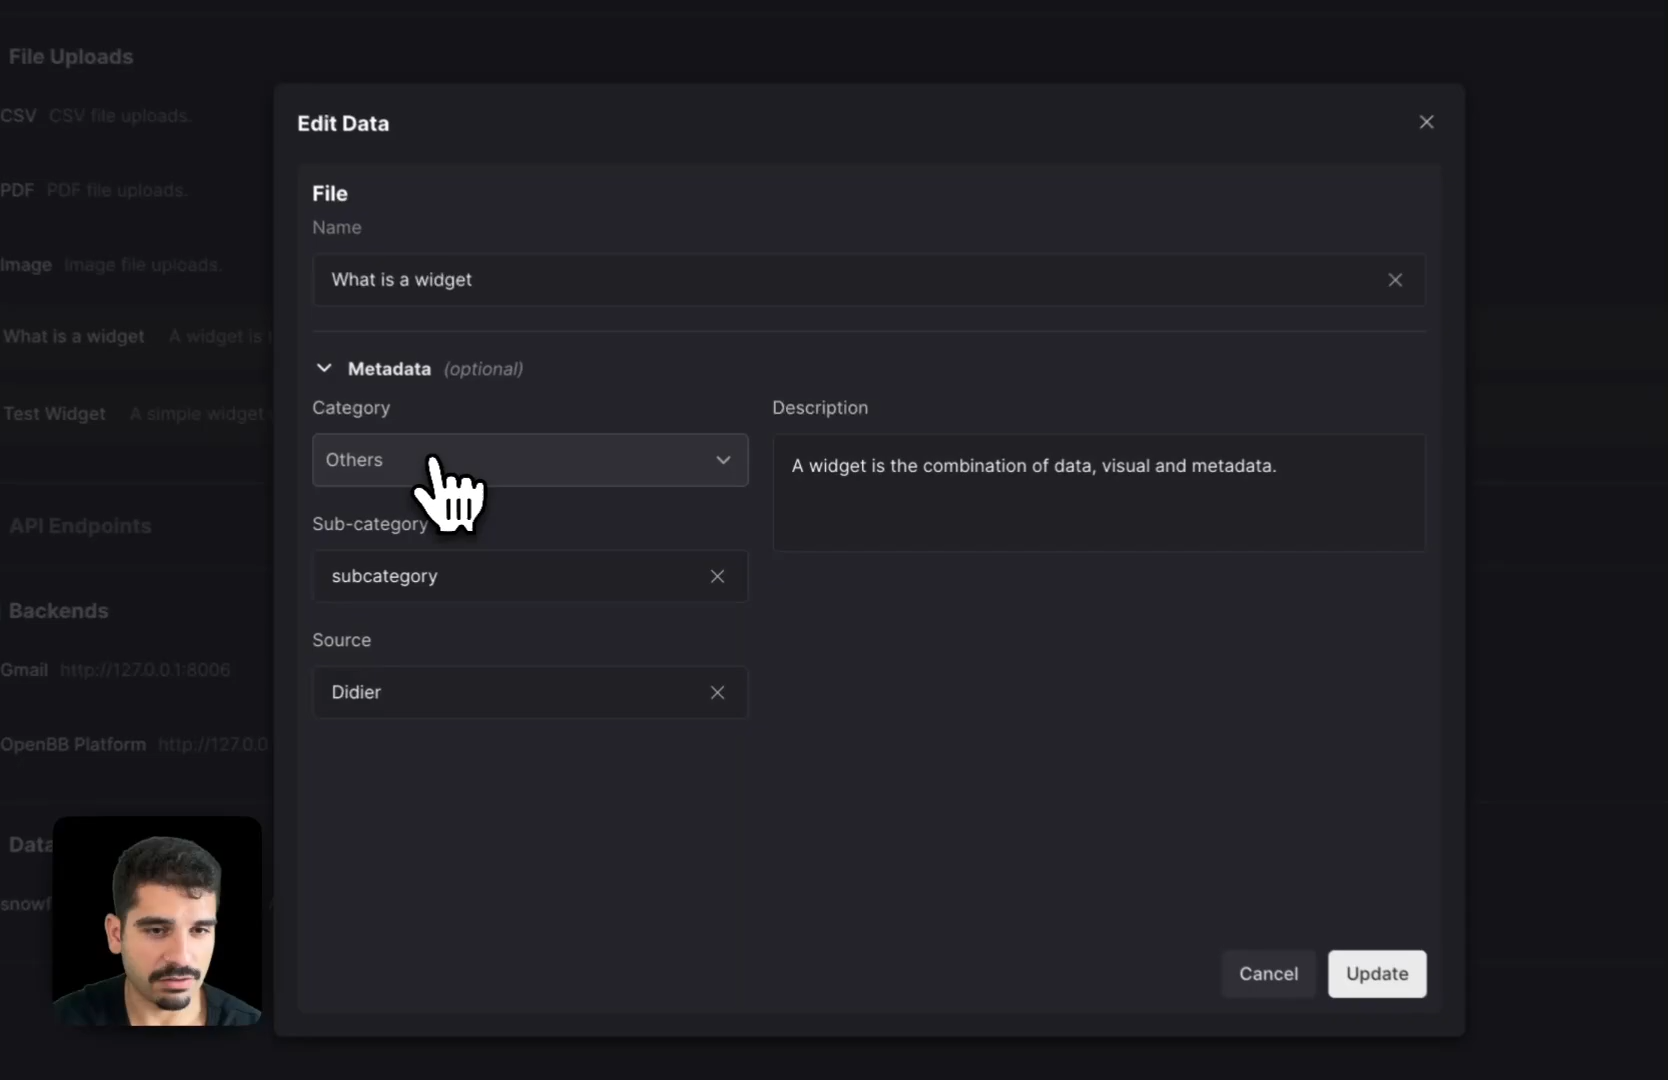 File Uploads
CSV CSV file uploads.
PDF PDF file uploads.
Image Image file uploads.
What is a widget A widget is
Test Widget A simple widget
API Endpoints
Backends
Gmail http://127.0.0.1:8006
OpenBB Platform http://127.0.0
Data
snowf
Edit Data
File
Name
What is a widget
Metadata (optional)
Category
Others
Sub-category
subcategory
Source
Didier
Description
A widget is the combination of data, visual and metadata.
Cancel
Update